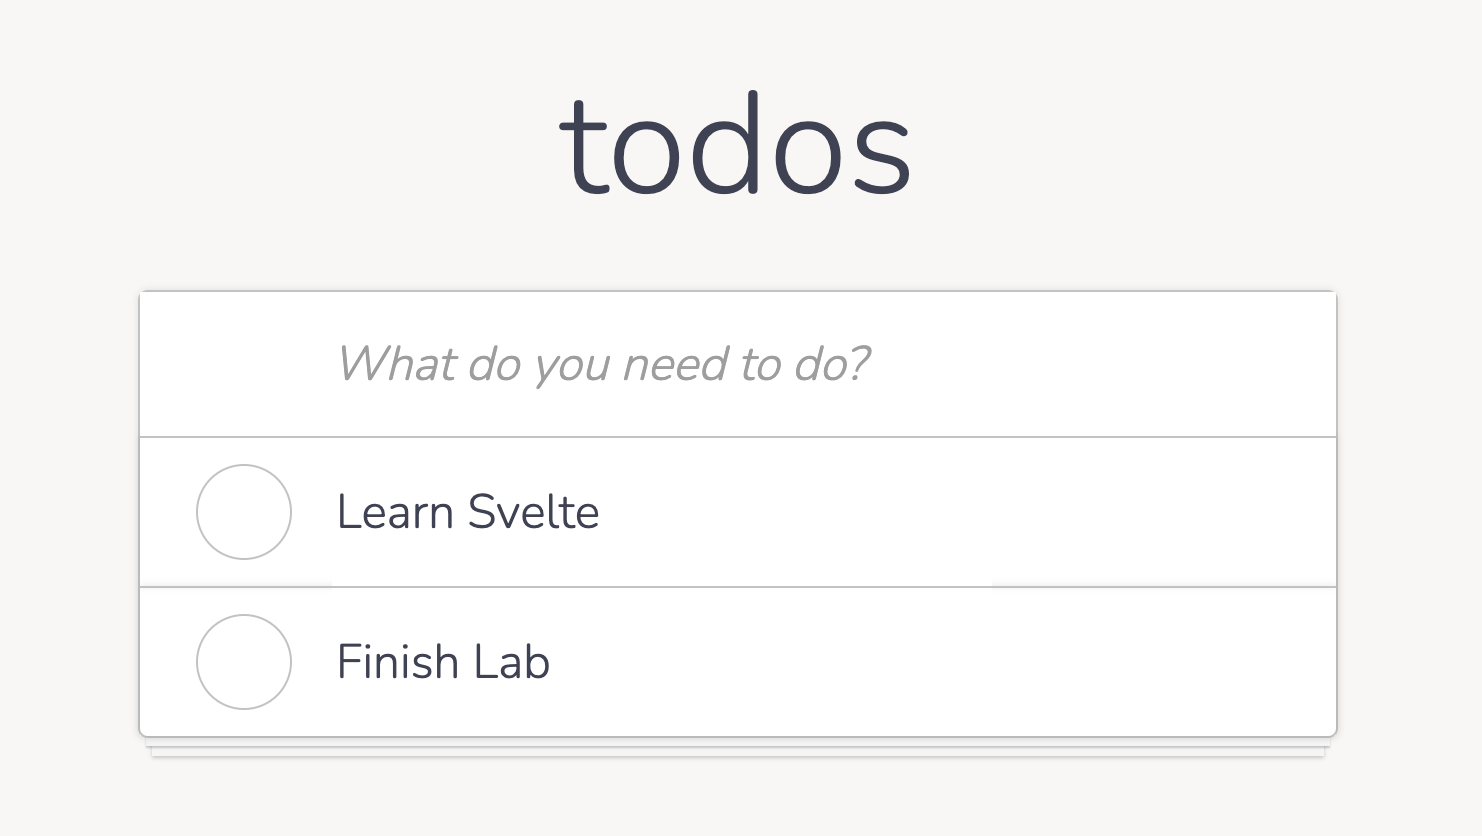 todos
What do you need to do?
Learn Svelte
Finish Lab